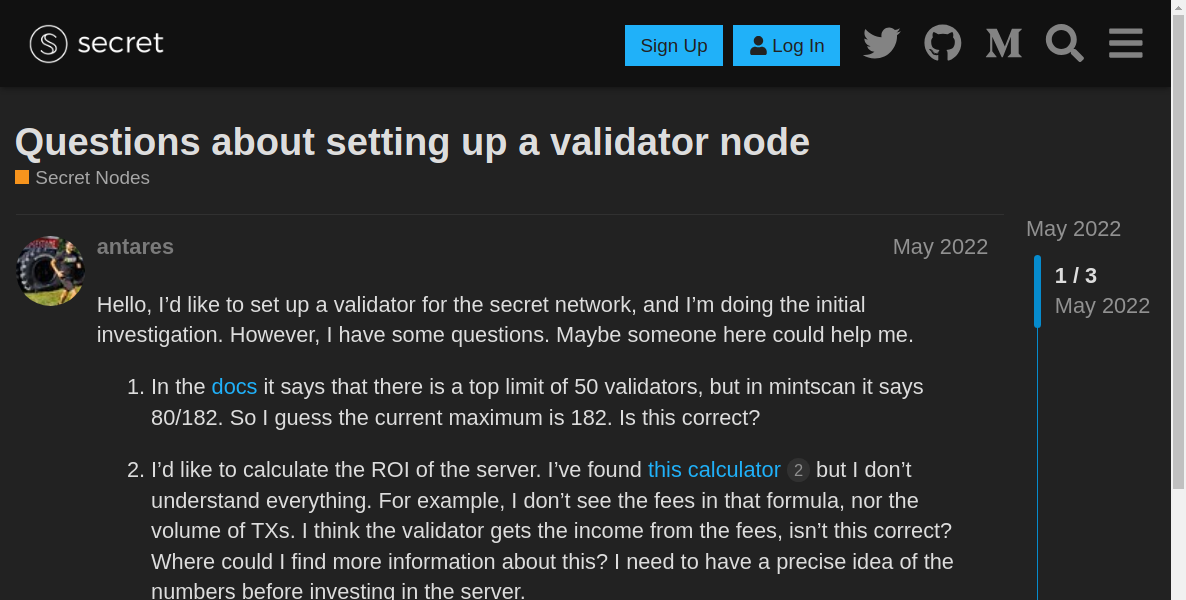 secret
Sign Up
Log In
Questions about setting up a validator node
Secret Nodes
antares
May 2022
May 2022
1 / 3
May 2022
Hello, I’d like to set up a validator for the secret network, and I’m doing the initial
investigation. However, I have some questions. Maybe someone here could help me.
1. In the docs it says that there is a top limit of 50 validators, but in mintscan it says
80/182. So I guess the current maximum is 182. Is this correct?
2. I’d like to calculate the ROI of the server. I’ve found this calculator 2 but I don’t
understand everything. For example, I don’t see the fees in that formula, nor the
volume of TXs. I think the validator gets the income from the fees, isn’t this correct?
Where could I find more information about this? I need to have a precise idea of the
numbers before investing in the server.